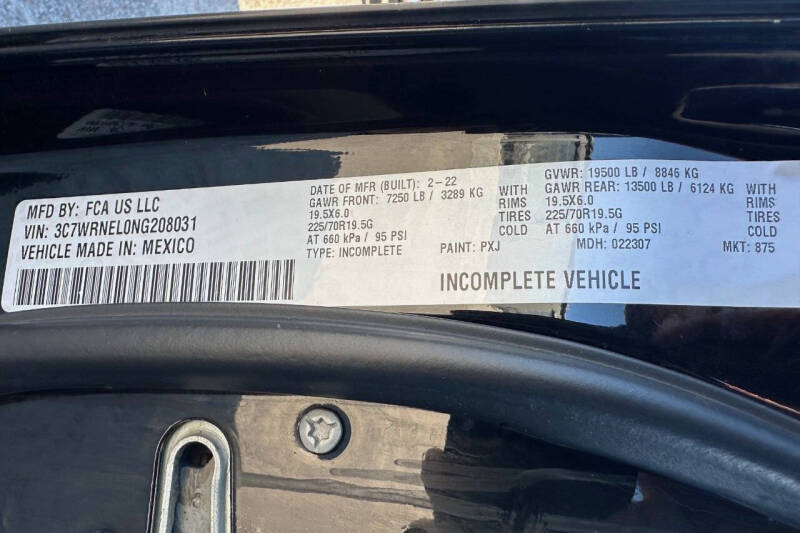 MFD BY: FCA US LLC
VIN: 3C7WRNEL0NG208031
VEHICLE MADE IN: MEXICO
DATE OF MFR (BUILT): 2-22
GAWR FRONT: 7250 LB / 3289 KG WITH
19.5X6.0 RIMS
225/70R19.5G TIRES
AT 660 kPa / 95 PSI COLD
TYPE: INCOMPLETE
GVWR: 19500 LB / 8846 KG
GAWR REAR: 13500 LB / 6124 KG WITH
19.5X6.0 RIMS
225/70R19.5G TIRES
AT 660 kPa / 95 PSI COLD
PAINT: PXJ MDH: 022307 MKT: 875
INCOMPLETE VEHICLE